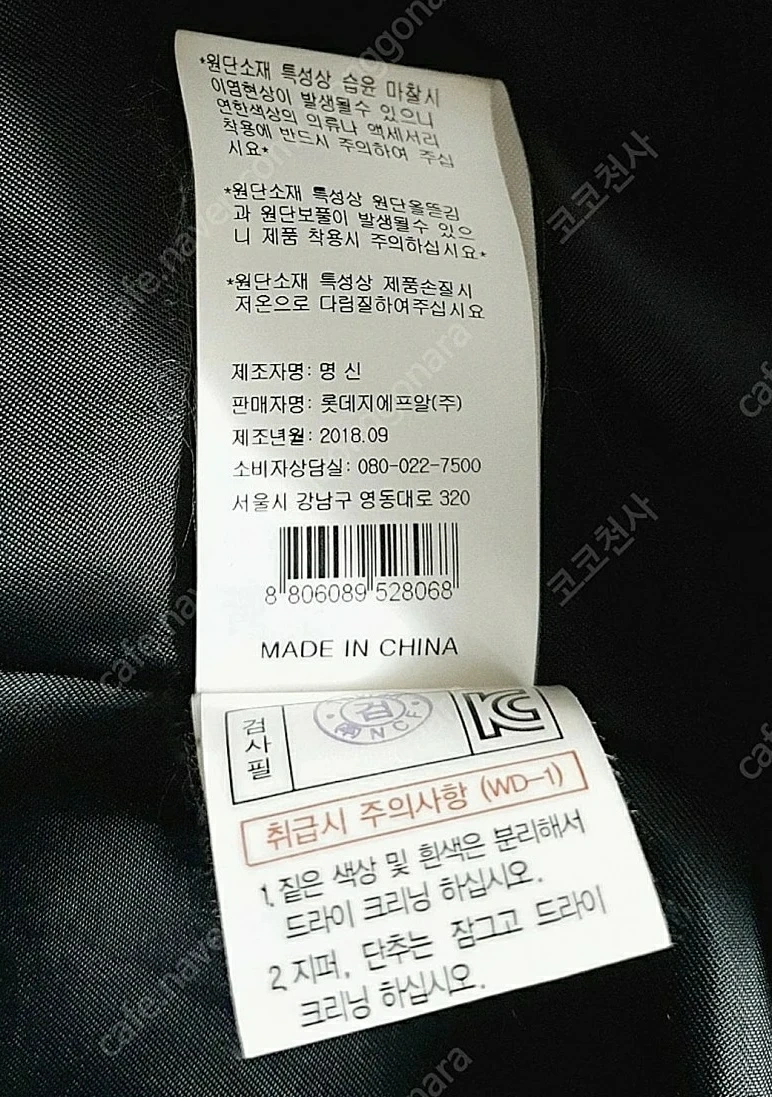 *원단소재 특성상 습윤 마찰시
이염현상이 발생될수 있으니
연한색상의 의류나 액세서리
착용에 반드시 주의하여 주십
시요*
*원단소재 특성상 원단올뜯김
과 원단보풀이 발생될수 있으
니 제품 착용시 주의하십시요*
*원단소재 특성상 제품손질시
저온으로 다림질하여주십시요
제조자명: 명 신
판매자명: 롯데지에프알(주)
제조년월: 2018.09
소비자상담실: 080-022-7500
서울시 강남구 영동대로 320
8 806089 528068
MADE IN CHINA
검사필
검
NCF
취급시 주의사항 (WD-1)
1. 짙은 색상 및 흰색은 분리해서
드라이 크리닝 하십시오.
2. 지퍼, 단추는 잠그고 드라이
크리닝 하십시오.
코코천사
코코천사